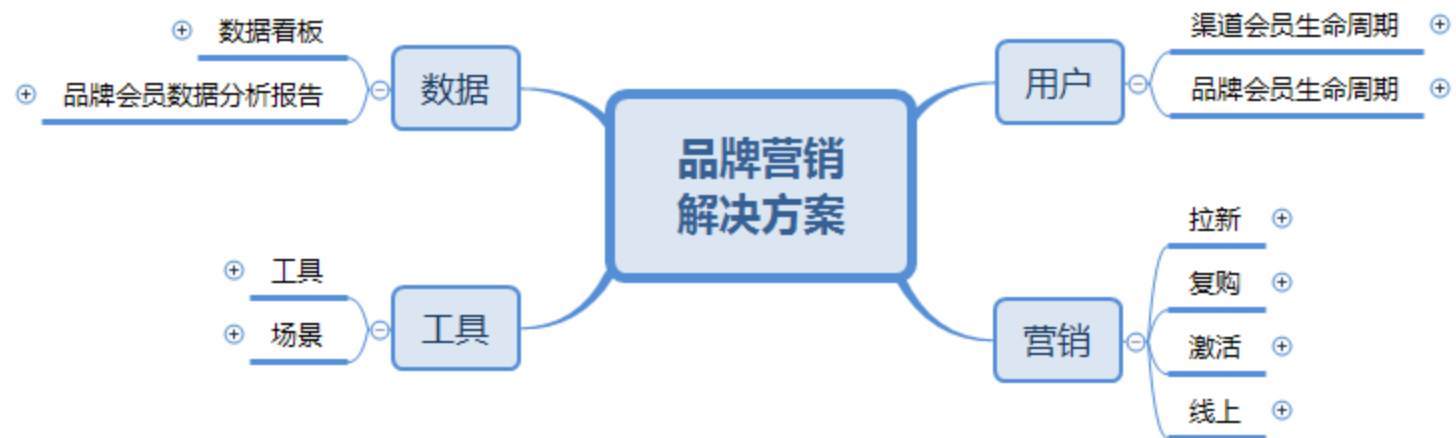 数据看板
品牌会员数据分析报告
数据
工具
场景
工具
品牌营销
解决方案
用户
渠道会员生命周期
品牌会员生命周期
营销
拉新
复购
激活
线上